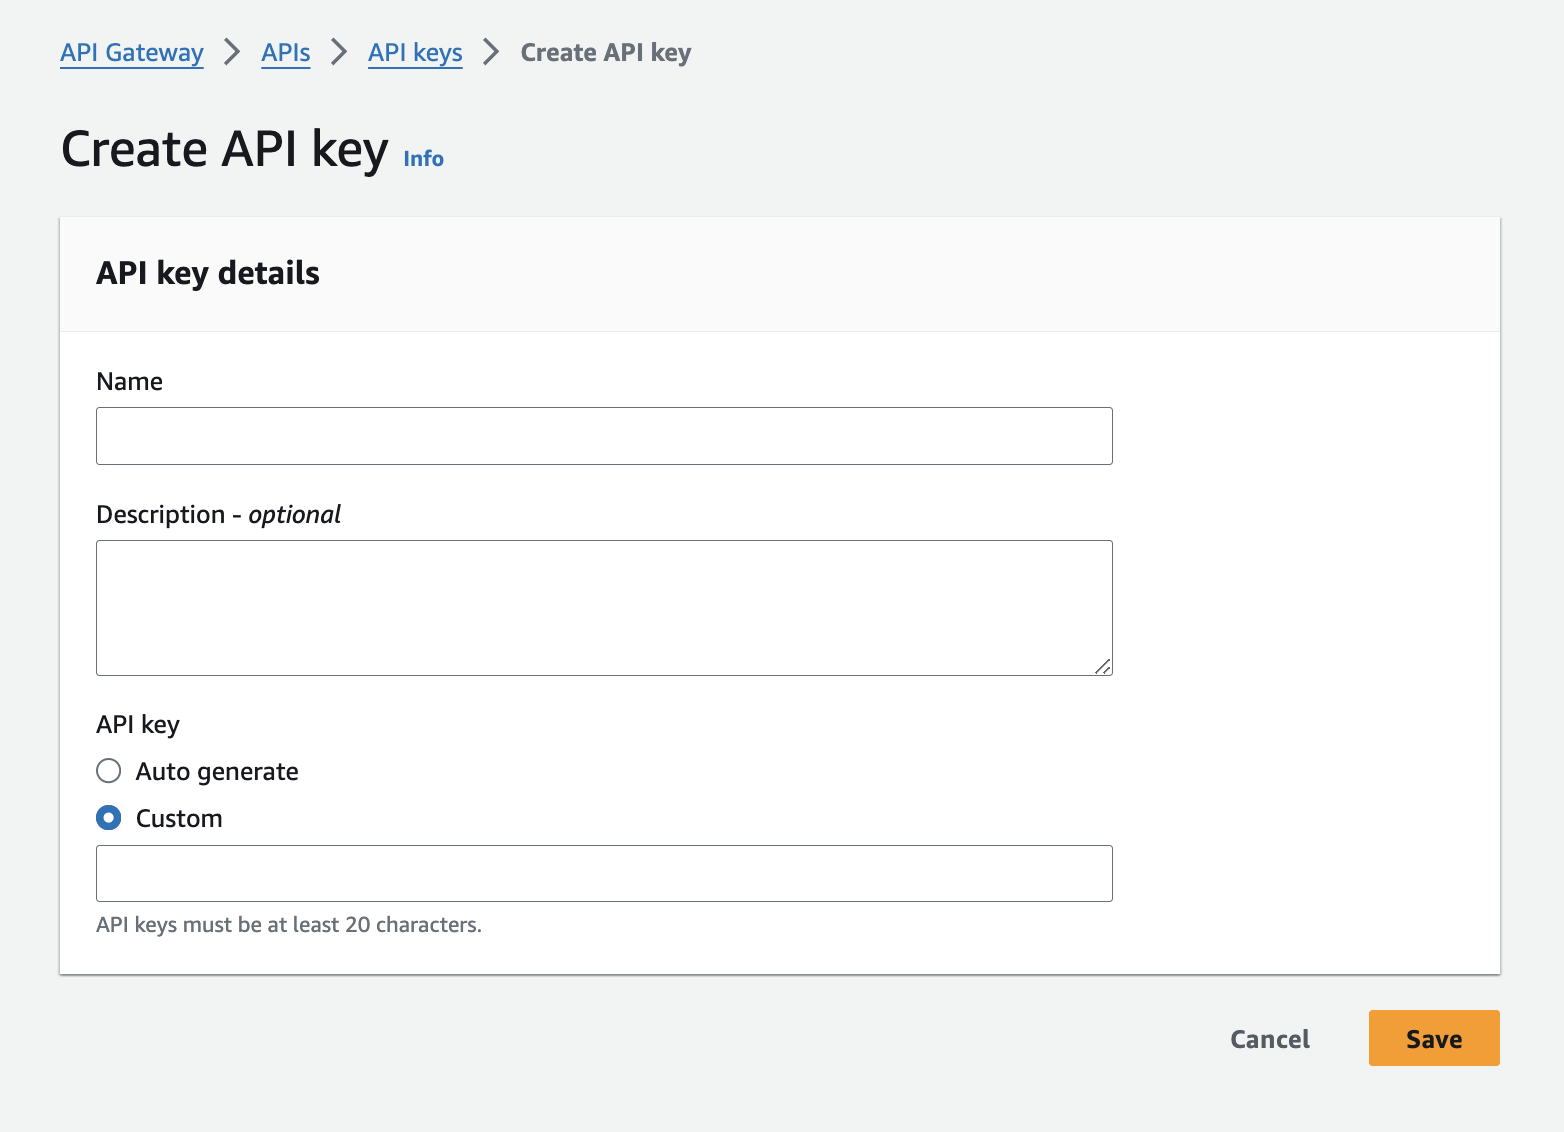 API Gateway > APIs > API keys > Create API key
Create API key Info
API key details
Name
Description - optional
API key
Auto generate
Custom
API keys must be at least 20 characters.
Cancel Save